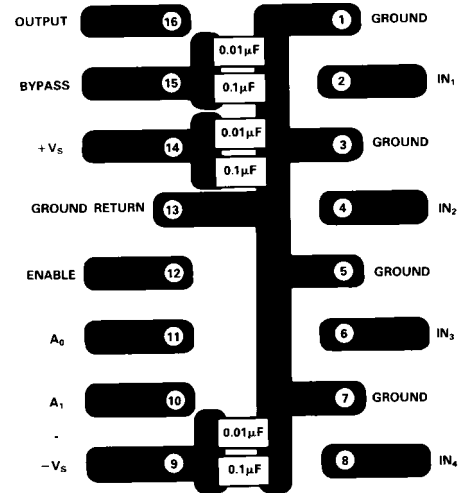 OUTPUT 16 1 GROUND
0.01µF
BYPASS 15 0.1µF 2 IN₁
0.01µF
+VS 14 3 GROUND
0.1µF
GROUND RETURN 13 4 IN₂
ENABLE 12 5 GROUND
A₀ 11 6 IN₃
A₁ 10 7 GROUND
-
0.01µF
−VS 9 0.1µF 8 IN₄